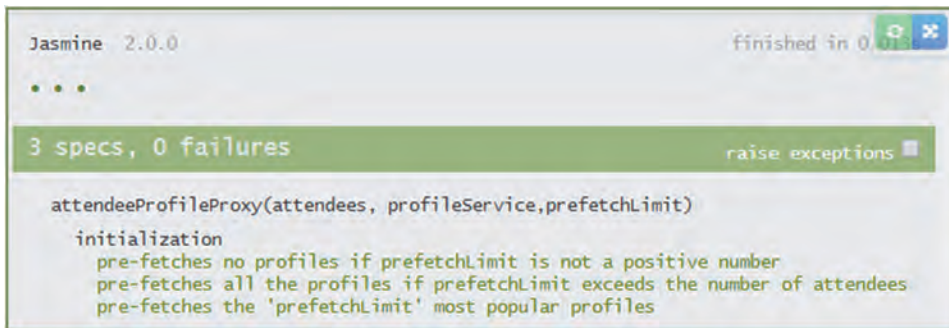 Jasmine 2.0.0
finished in 0.013s
• • •
3 specs, 0 failures
raise exceptions
attendeeProfileProxy(attendees, profileService,prefetchLimit)
initialization
pre-fetches no profiles if prefetchLimit is not a positive number
pre-fetches all the profiles if prefetchLimit exceeds the number of attendees
pre-fetches the 'prefetchLimit' most popular profiles